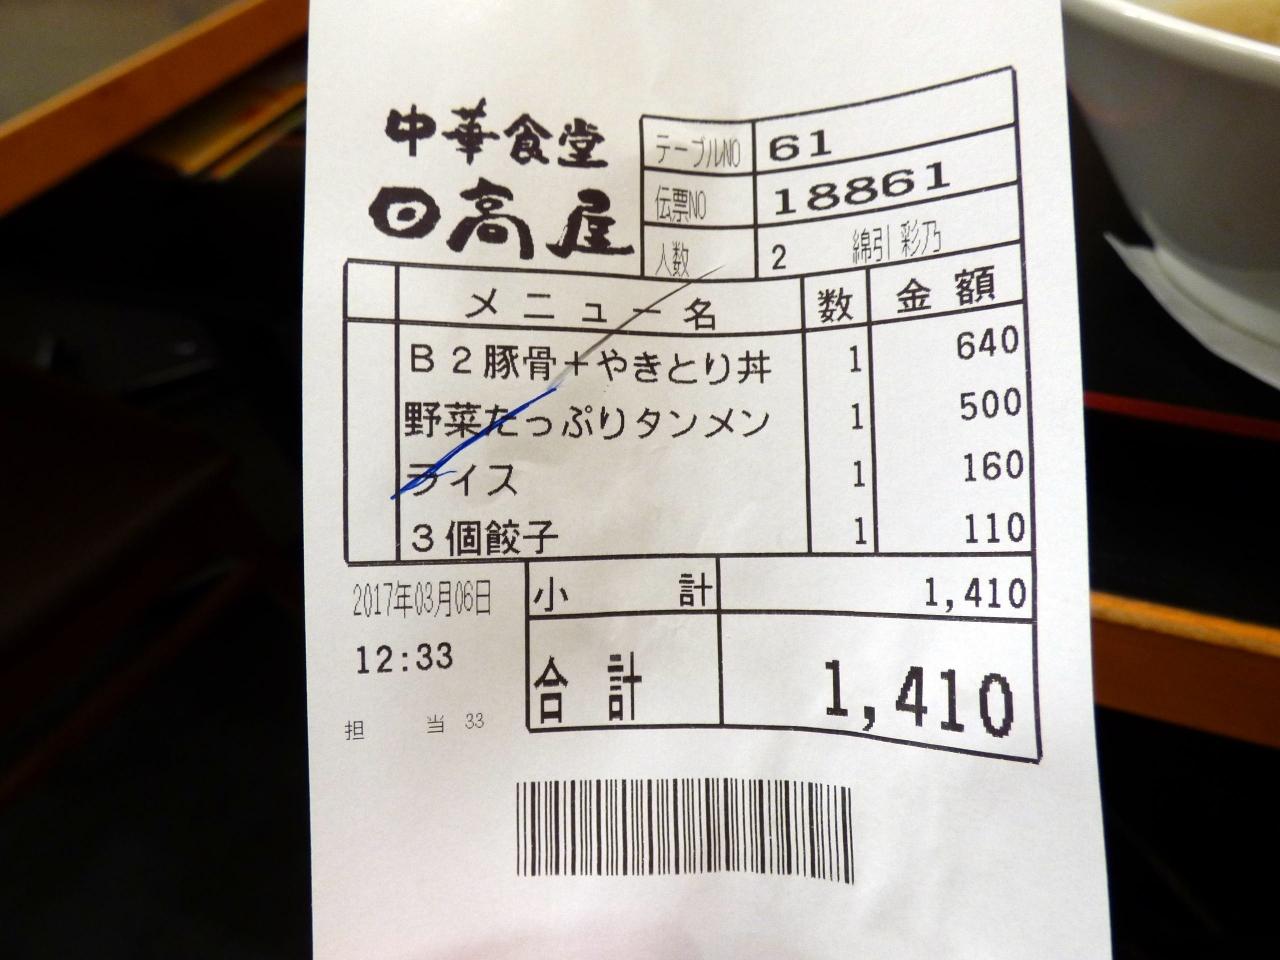 中華食堂
日高屋
テーブルNO 61
伝票NO 18861
人数 2 綿引 彩乃
メニュー名 数 金額
B2豚骨+やきとり丼 1 640
野菜たっぷりタンメン 1 500
ライス 1 160
3個餃子 1 110
2017年03月06日 小計 1,410
12:33 合計 1,410
担当 33